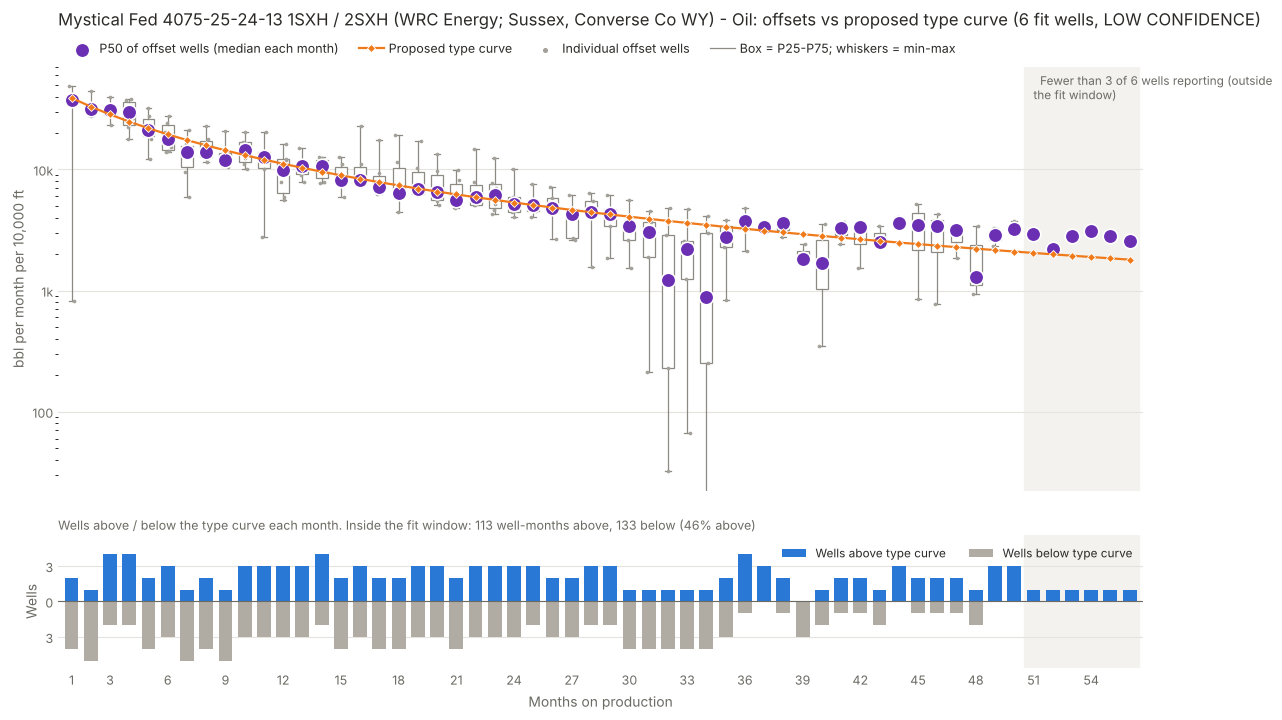 Mystical Fed 4075-25-24-13 1SXH / 2SXH (WRC Energy; Sussex, Converse Co WY) - Oil: offsets vs proposed type curve (6 fit wells, LOW CONFIDENCE)
P50 of offset wells (median each month) Proposed type curve Individual offset wells Box = P25-P75; whiskers = min-max
Fewer than 3 of 6 wells reporting (outside
the fit window)
bbl per month per 10,000 ft
10k
1k
100
Wells above / below the type curve each month. Inside the fit window: 113 well-months above, 133 below (46% above)
Wells above type curve Wells below type curve
Wells
3
0
3
1 3 6 9 12 15 18 21 24 27 30 33 36 39 42 45 48 51 54
Months on production